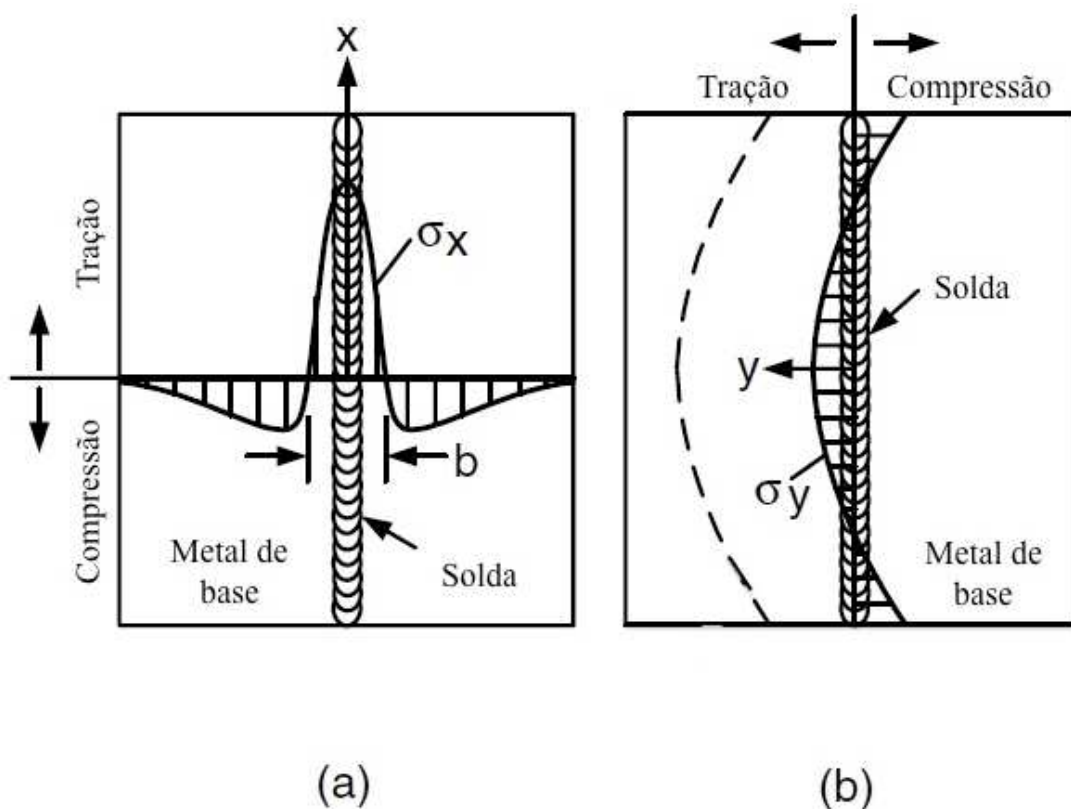 x
Tração
Compressão
σx
b
Metal de
base
Solda
(a)
Tração
Compressão
Solda
y
σy
Metal de
base
(b)